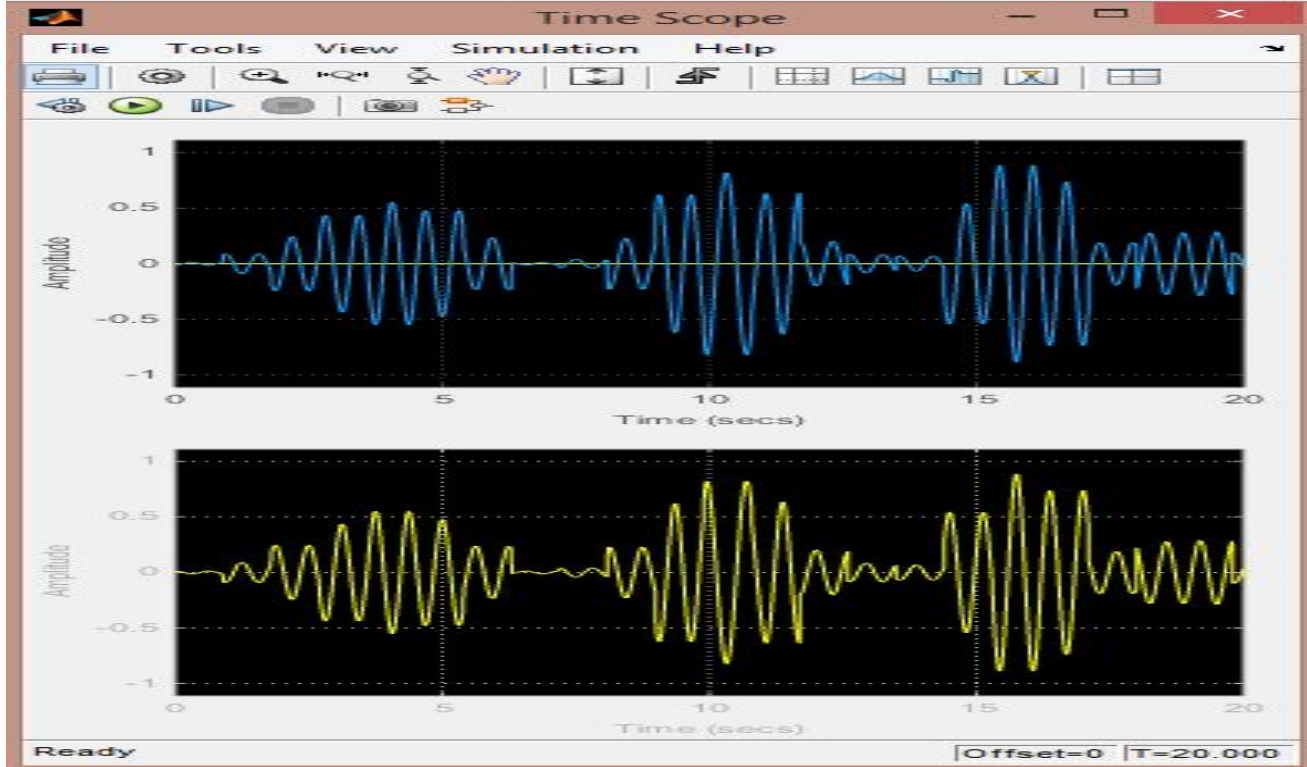 Time Scope
File Tools View Simulation Help
1
0.5
0
-0.5
-1
Amplitude
0 5 10 15 20
Time (secs)
1
0.5
0
-0.5
-1
Amplitude
0 5 10 15 20
Time (secs)
Ready Offset=0 T=20.000